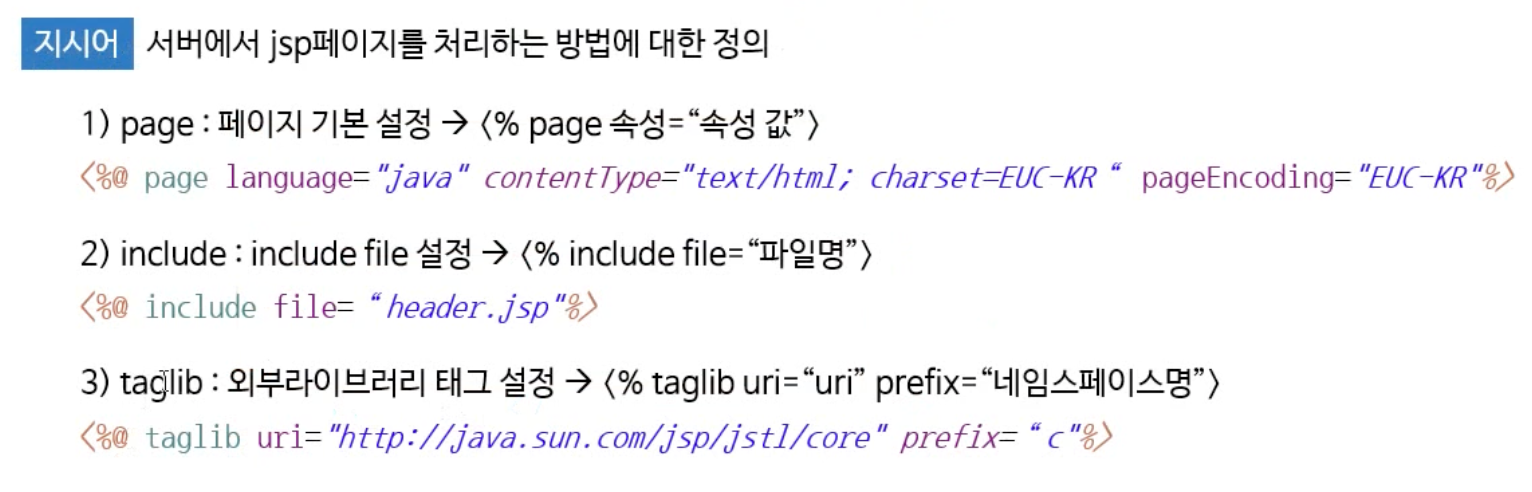 지시어 서버에서 jsp페이지를 처리하는 방법에 대한 정의
1) page : 페이지 기본 설정 → <% page 속성=“속성 값”>
<%@ page language="java" contentType="text/html; charset=EUC-KR “ pageEncoding="EUC-KR"%>
2) include : include file 설정 → <% include file=“파일명”>
<%@ include file= “header.jsp"%>
3) taglib : 외부라이브러리 태그 설정 → <% taglib uri=“uri” prefix=“네임스페이스명”>
<%@ taglib uri="http://java.sun.com/jsp/jstl/core" prefix= “c"%>